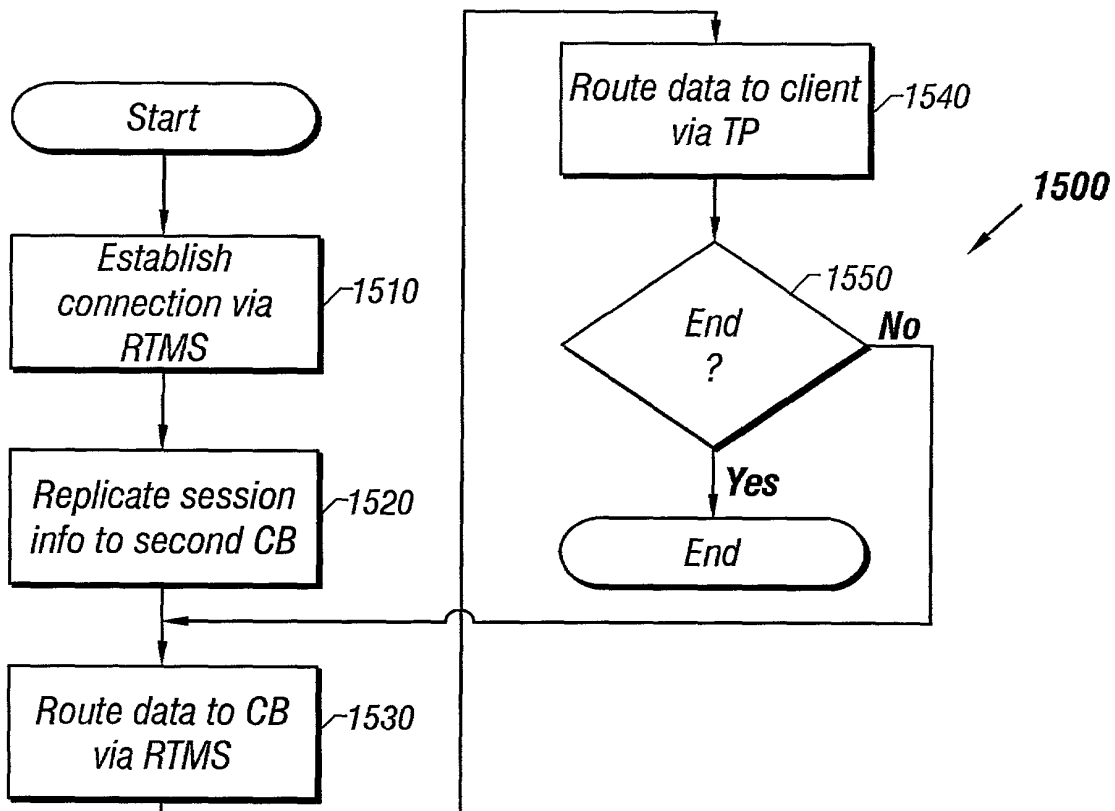 Start
Establish
connection via
RTMS
1510
Replicate session
info to second CB
1520
Route data to CB
via RTMS
1530
Route data to client
via TP
1540
End
?
1550
No
Yes
End
1500